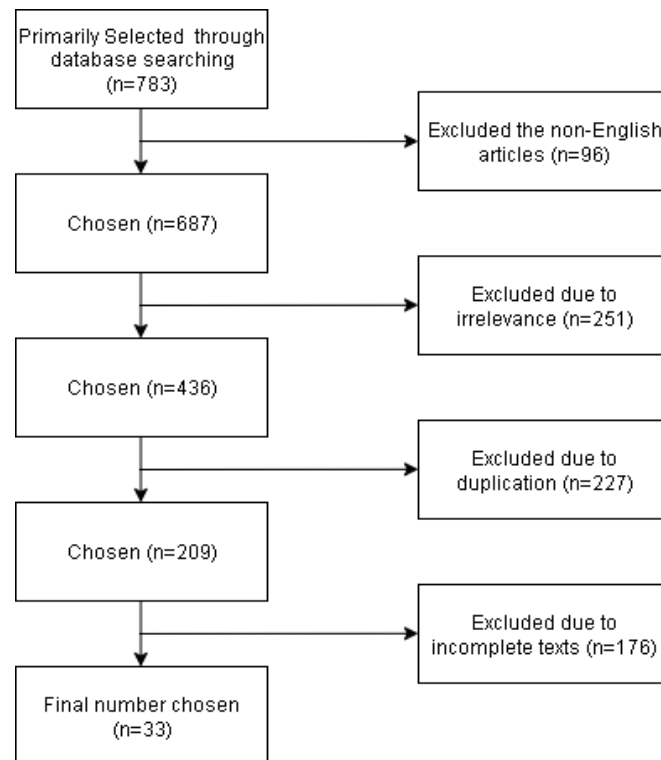 Primarily Selected through
database searching
(n=783)
Excluded the non-English
articles (n=96)
Chosen (n=687)
Excluded due to
irrelevance (n=251)
Chosen (n=436)
Excluded due to
duplication (n=227)
Chosen (n=209)
Excluded due to
incomplete texts (n=176)
Final number chosen
(n=33)